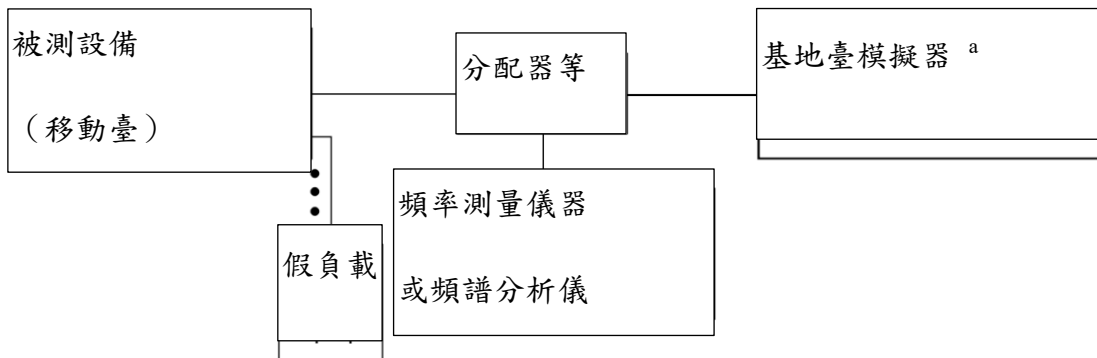 被測設備
（移動臺）
分配器等
基地臺模擬器 a
頻率測量儀器
或頻譜分析儀
假負載